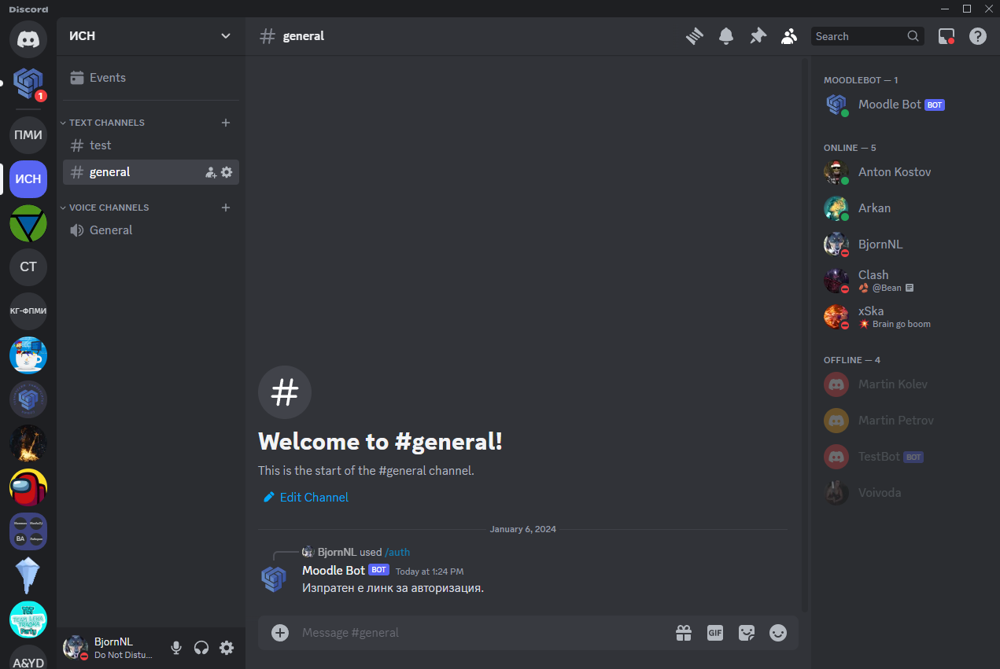 Discord
ИСН
general
Search
Events
TEXT CHANNELS
test
general
VOICE CHANNELS
General
1
ПМИ
ИСН
СТ
КГ-ФПМИ
BA
TLT
Party
A&YD
Welcome to #general!
This is the start of the #general channel.
Edit Channel
January 6, 2024
BjornNL used /auth
Moodle Bot BOT Today at 1:24 PM
Изпратен е линк за авторизация.
Message #general
GIF
BjornNL
Do Not Distu...
MOODLEBOT — 1
Moodle Bot BOT
ONLINE — 5
Anton Kostov
Arkan
BjornNL
Clash
@Bean
xSka
Brain go boom
OFFLINE — 4
Martin Kolev
Martin Petrov
TestBot BOT
Voivoda